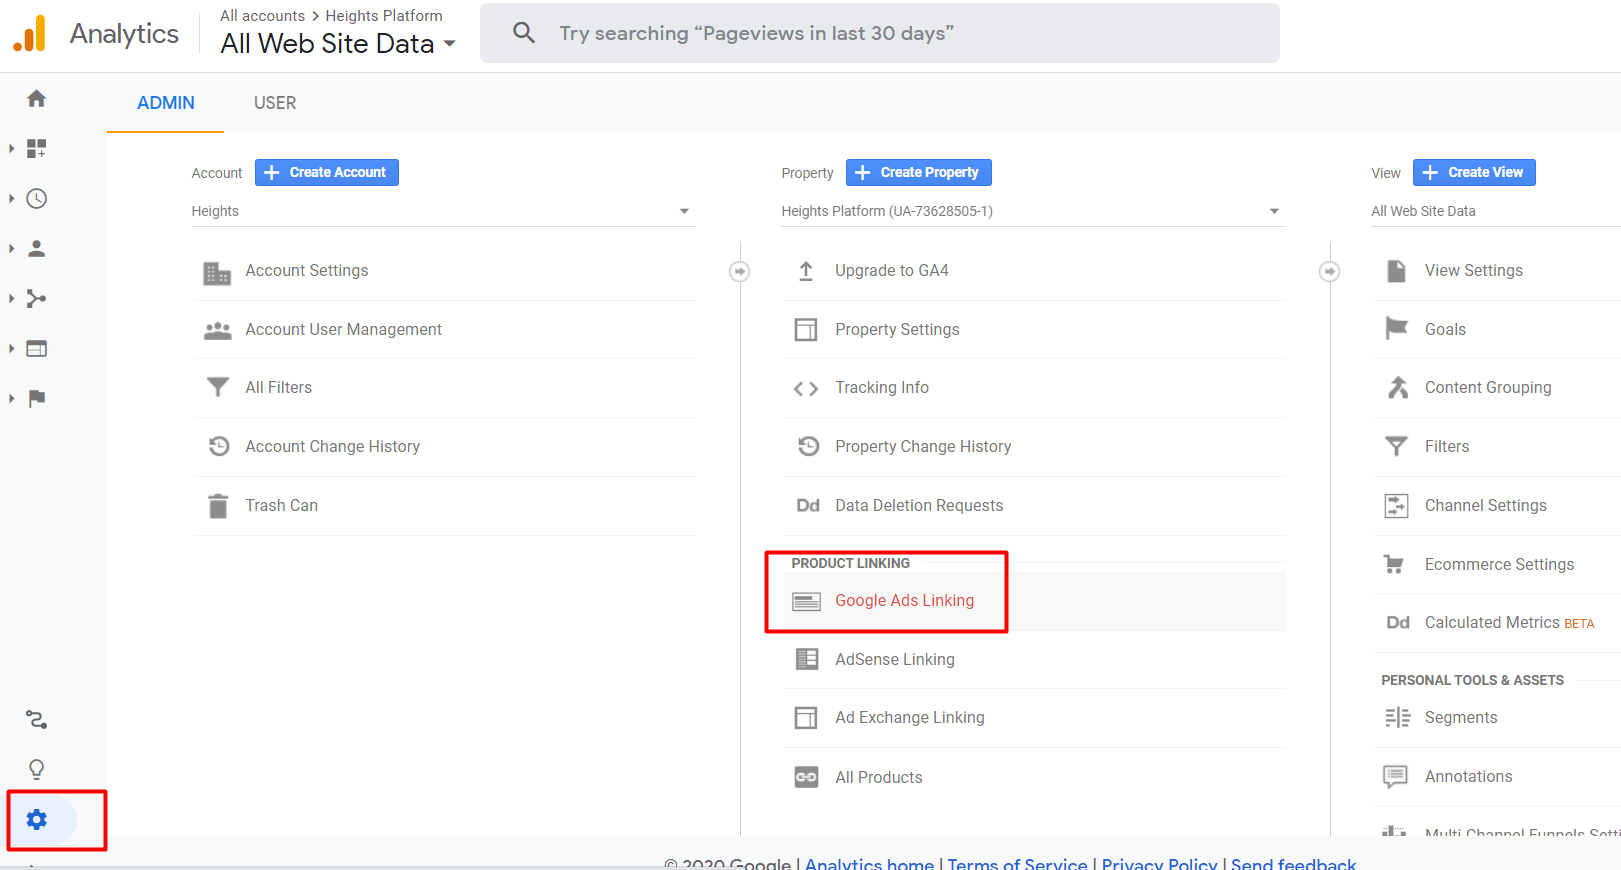 Analytics
All accounts > Heights Platform
All Web Site Data
Try searching “Pageviews in last 30 days”
ADMIN
USER
Account
Create Account
Heights
Account Settings
Account User Management
All Filters
Account Change History
Trash Can
Property
Create Property
Heights Platform (UA-73628505-1)
Upgrade to GA4
Property Settings
Tracking Info
Property Change History
Dd Data Deletion Requests
PRODUCT LINKING
Google Ads Linking
AdSense Linking
Ad Exchange Linking
All Products
View
Create View
All Web Site Data
View Settings
Goals
Content Grouping
Filters
Channel Settings
Ecommerce Settings
Dd Calculated Metrics BETA
PERSONAL TOOLS & ASSETS
Segments
Annotations
Multi Channel Funnels Setti
© 2020 Google | Analytics home | Terms of Service | Privacy Policy | Send feedback